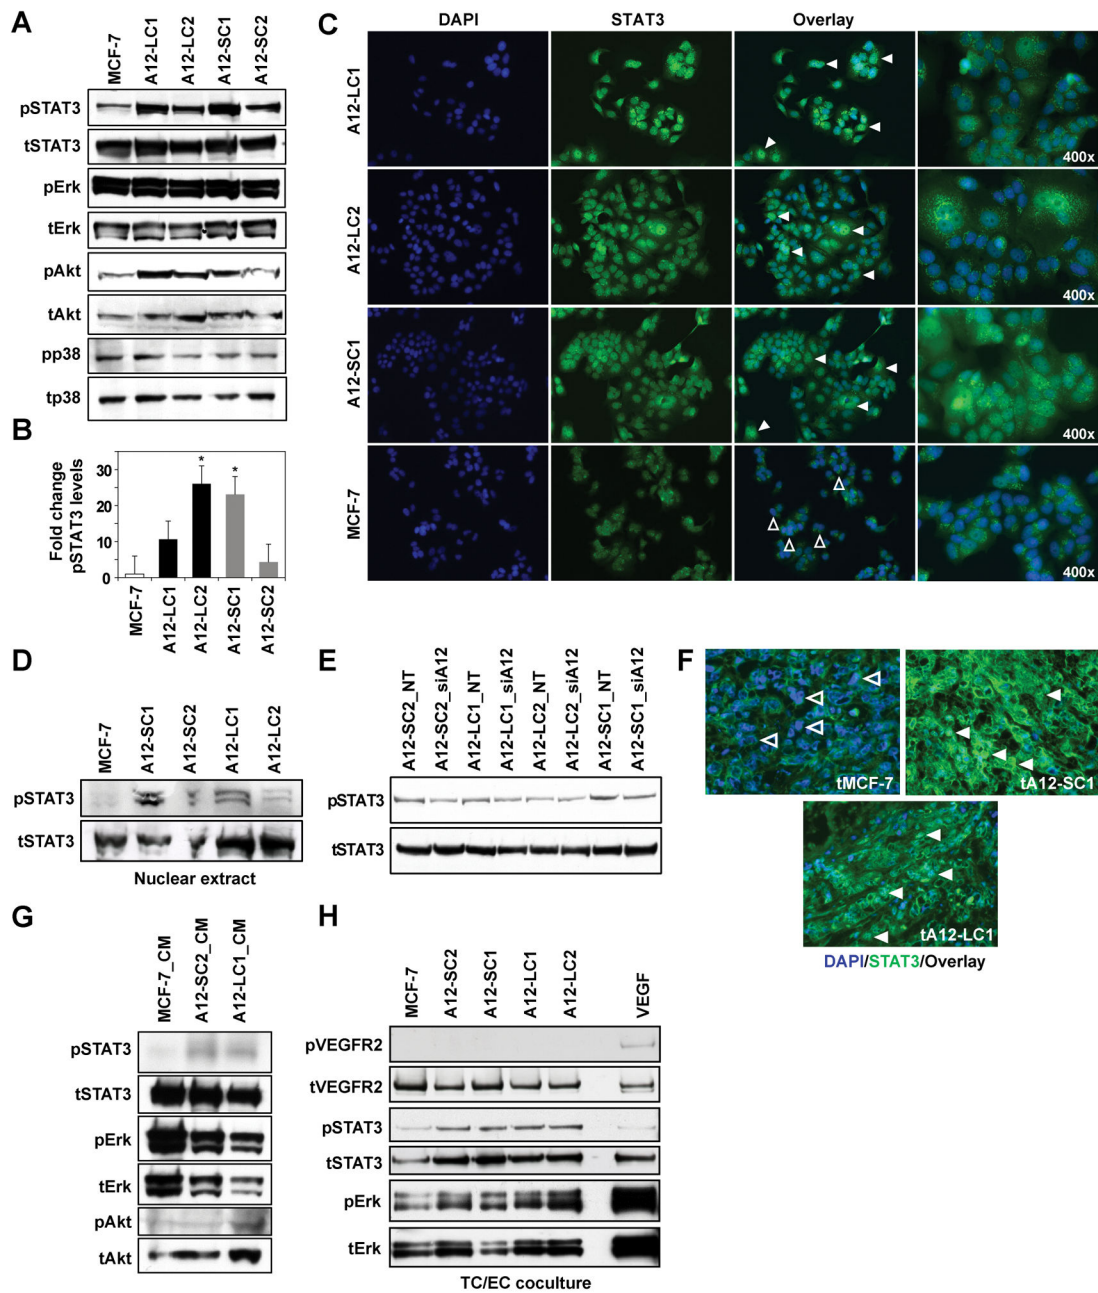 A
MCF-7
A12-LC1
A12-LC2
A12-SC1
A12-SC2
pSTAT3
tSTAT3
pErk
tErk
pAkt
tAkt
pp38
tp38
B
Fold change
pSTAT3 levels
30
20
10
0
*
*
MCF-7
A12-LC1
A12-LC2
A12-SC1
A12-SC2
C
DAPI
STAT3
Overlay
A12-LC1
400x
A12-LC2
400x
A12-SC1
400x
MCF-7
400x
D
MCF-7
A12-SC1
A12-SC2
A12-LC1
A12-LC2
pSTAT3
tSTAT3
Nuclear extract
E
A12-SC2_NT
A12-SC2_siA12
A12-LC1_NT
A12-LC1_siA12
A12-LC2_NT
A12-LC2_siA12
A12-SC1_NT
A12-SC1_siA12
pSTAT3
tSTAT3
F
tMCF-7
tA12-SC1
tA12-LC1
DAPI/STAT3/Overlay
G
MCF-7_CM
A12-SC2_CM
A12-LC1_CM
pSTAT3
tSTAT3
pErk
tErk
pAkt
tAkt
H
MCF-7
A12-SC2
A12-SC1
A12-LC1
A12-LC2
VEGF
pVEGFR2
tVEGFR2
pSTAT3
tSTAT3
pErk
tErk
TC/EC coculture